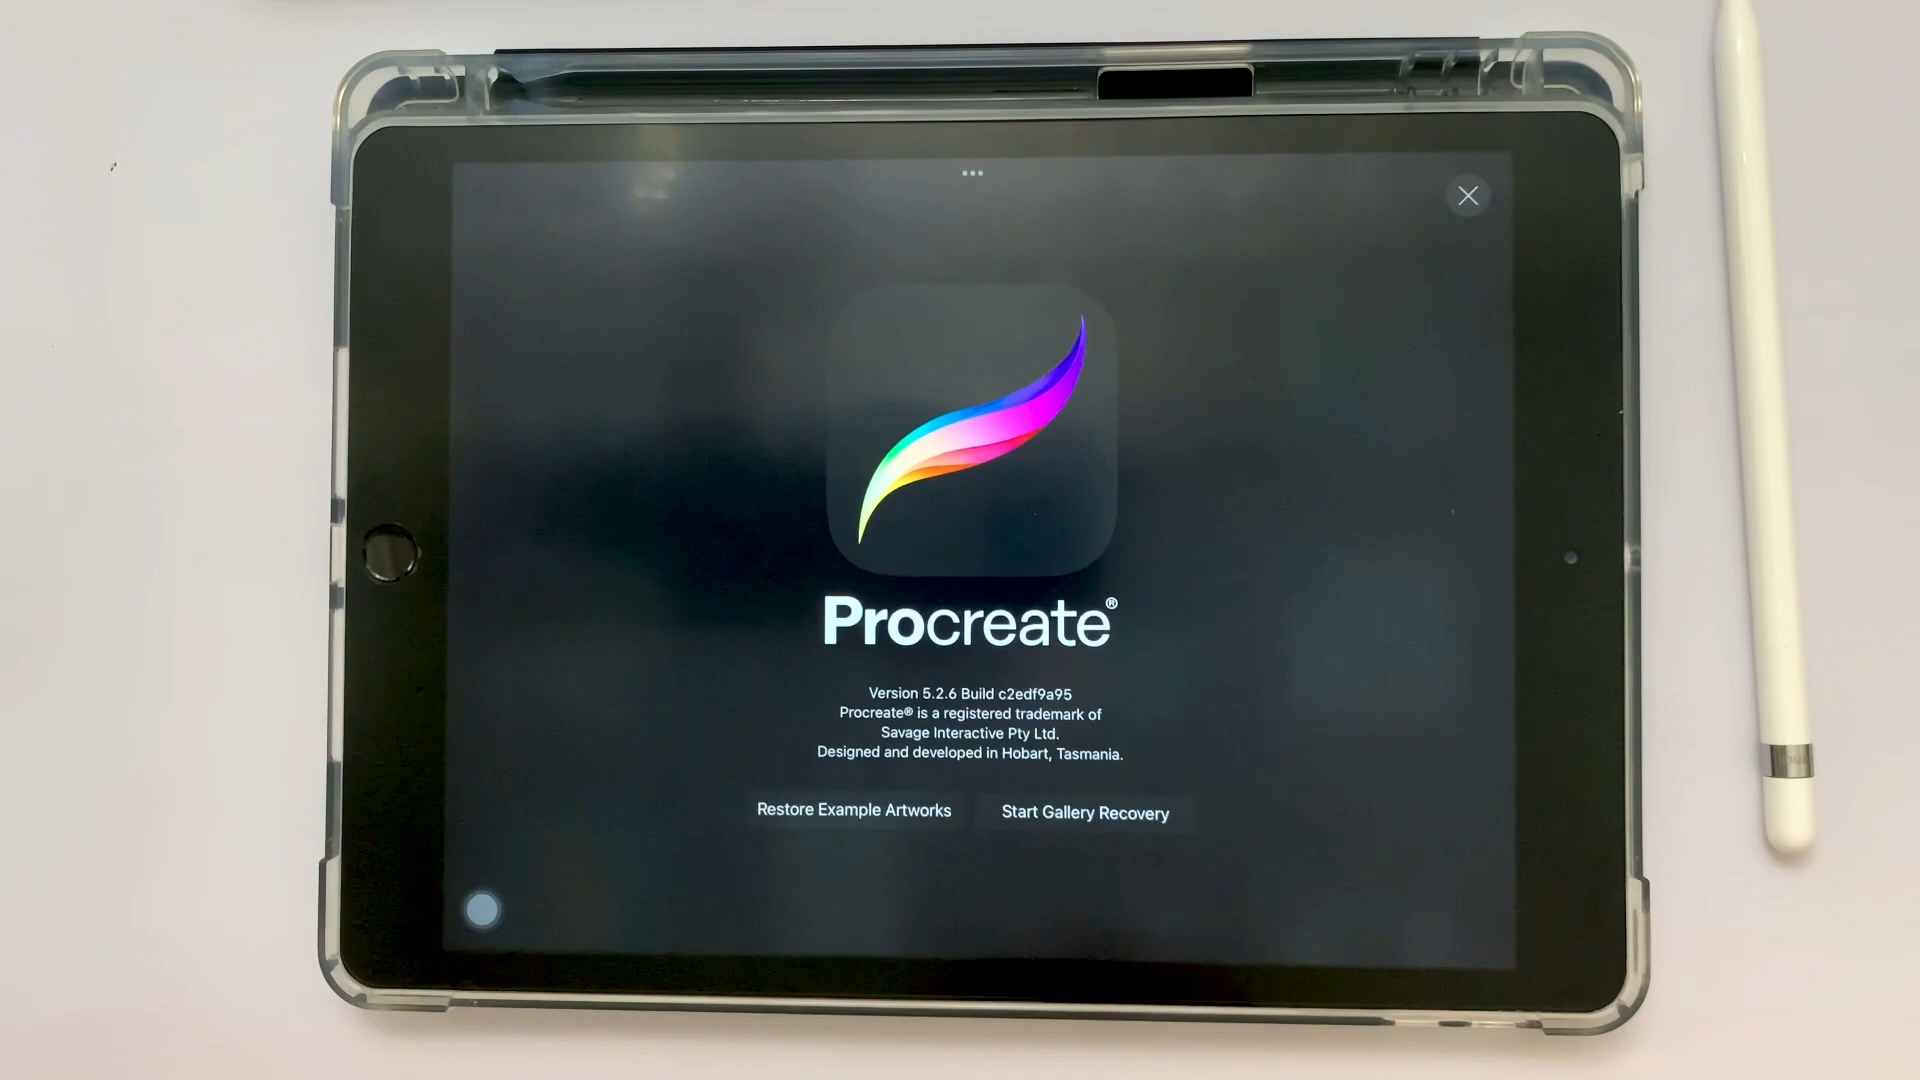 Procreate®
Version 5.2.6 Build c2edf9a95
Procreate® is a registered trademark of
Savage Interactive Pty Ltd.
Designed and developed in Hobart, Tasmania.
Restore Example Artworks
Start Gallery Recovery